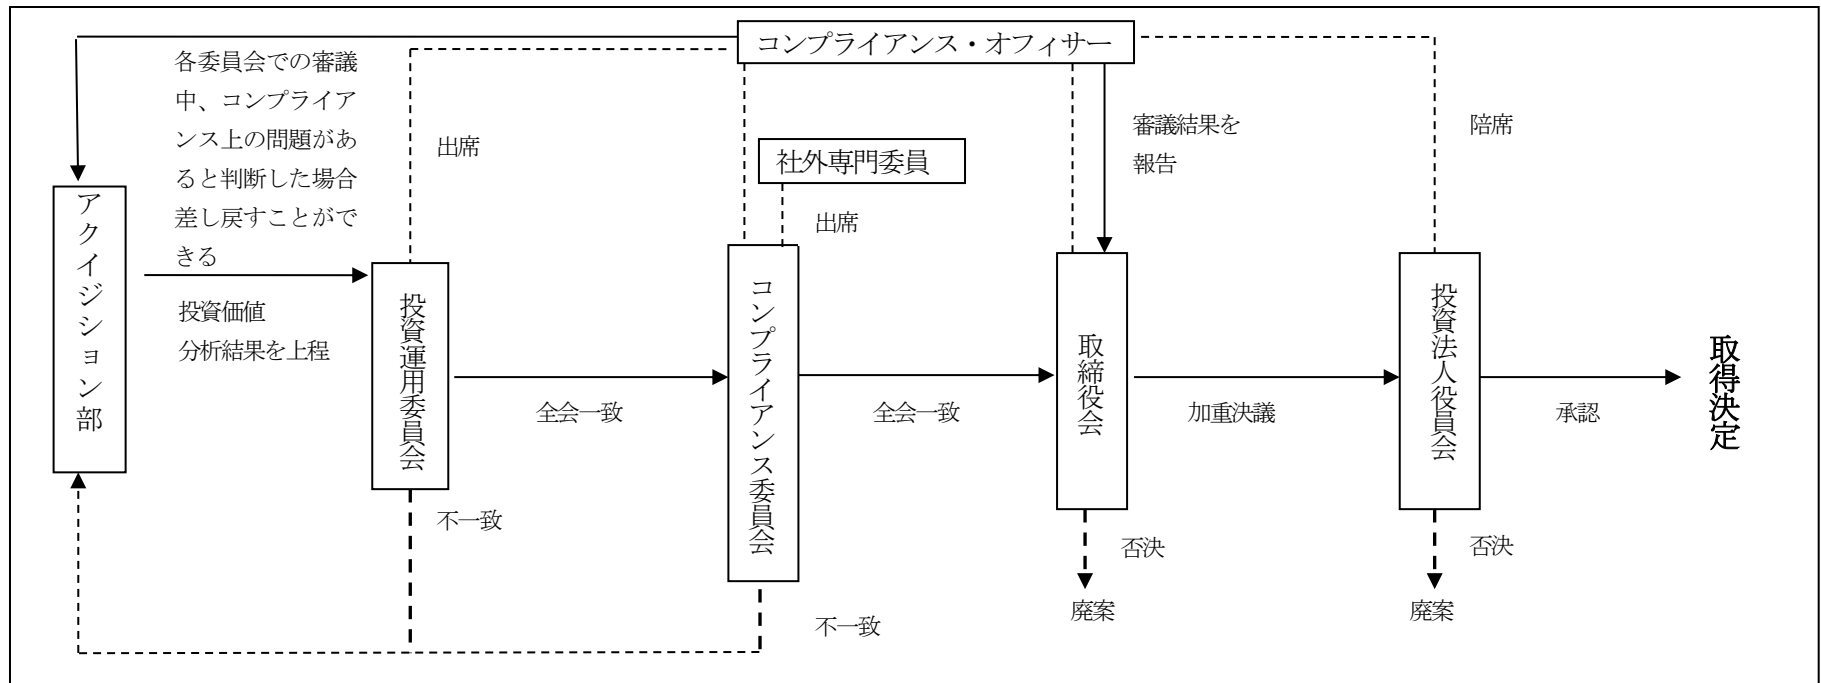 コンプライアンス・オフィサー
各委員会での審議
中、コンプライア
ンス上の問題があ
ると判断した場合
差し戻すことがで
きる
出席
社外専門委員
出席
審議結果を
報告
陪席
アクイジション部
投資価値
分析結果を上程
投資運用委員会
全会一致
コンプライアンス委員会
全会一致
取締役会
加重決議
投資法人役員会
承認
取得決定
不一致
不一致
否決
廃案
否決
廃案